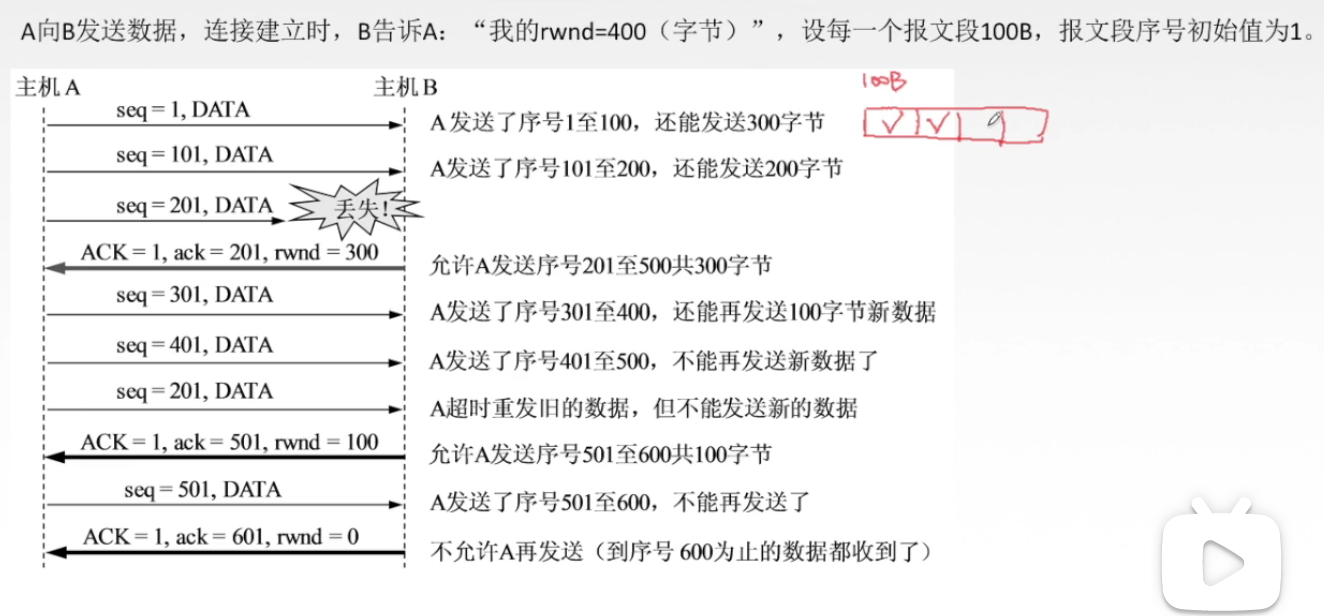 A向B发送数据，连接建立时，B告诉A：“我的rwnd=400（字节）”，设每一个报文段100B，报文段序号初始值为1。
主机A 主机B 100B
seq = 1, DATA A发送了序号1至100，还能发送300字节
seq = 101, DATA A发送了序号101至200，还能发送200字节
seq = 201, DATA 丢失!
ACK = 1, ack = 201, rwnd = 300 允许A发送序号201至500共300字节
seq = 301, DATA A发送了序号301至400，还能再发送100字节新数据
seq = 401, DATA A发送了序号401至500，不能再发送新数据了
seq = 201, DATA A超时重发旧的数据，但不能发送新的数据
ACK = 1, ack = 501, rwnd = 100 允许A发送序号501至600共100字节
seq = 501, DATA A发送了序号501至600，不能再发送了
ACK = 1, ack = 601, rwnd = 0 不允许A再发送（到序号 600为止的数据都收到了）